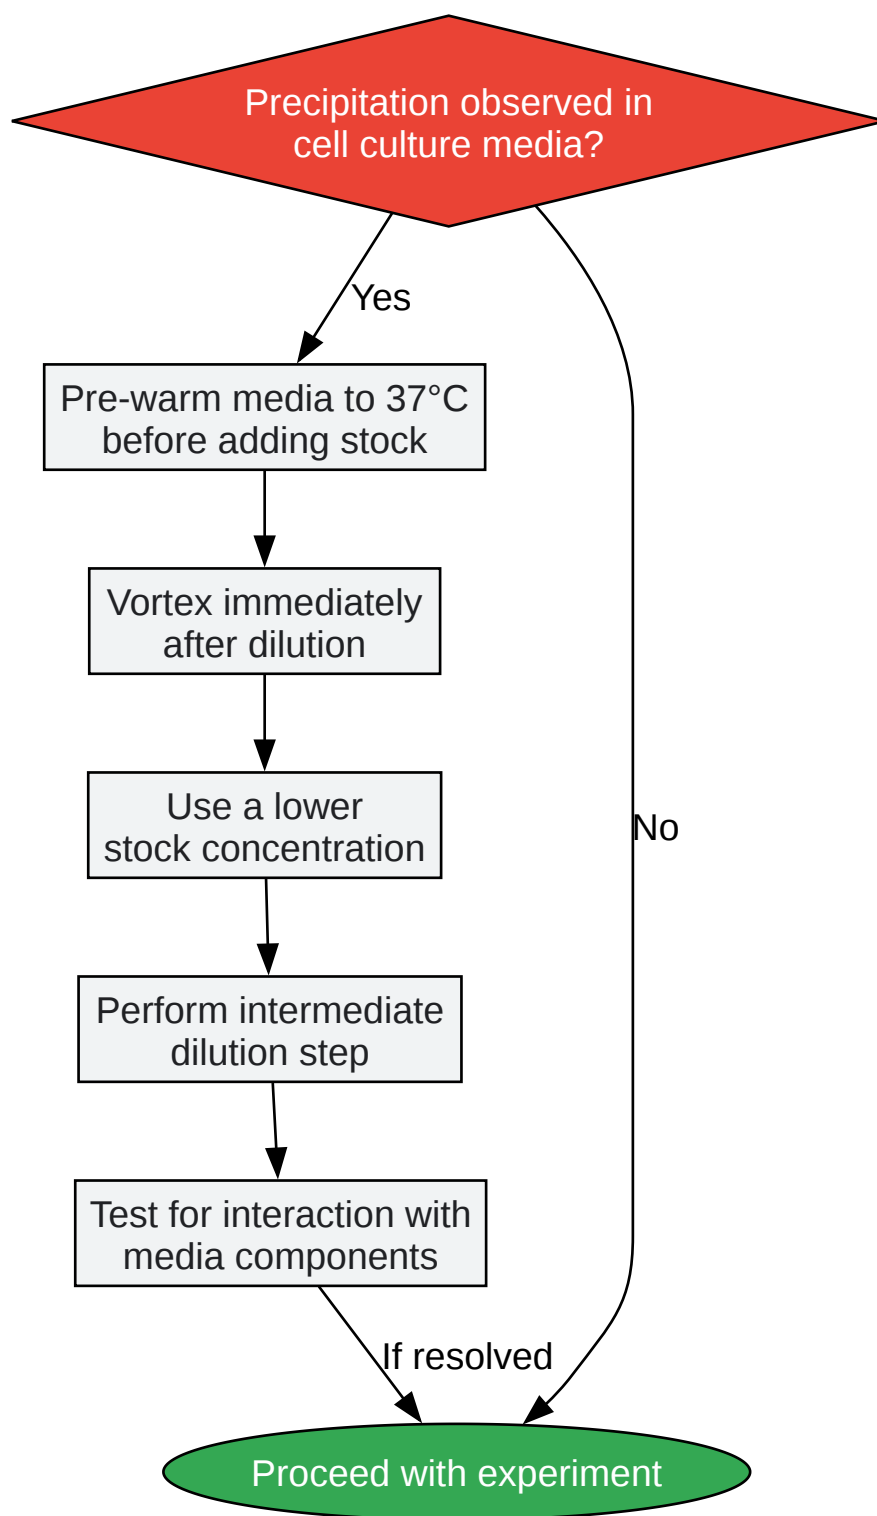 Precipitation observed in
cell culture media?
Yes
Pre-warm media to 37°C
before adding stock
Vortex immediately
after dilution
Use a lower
stock concentration
No
Perform intermediate
dilution step
Test for interaction with
media components
If resolved
Proceed with experiment